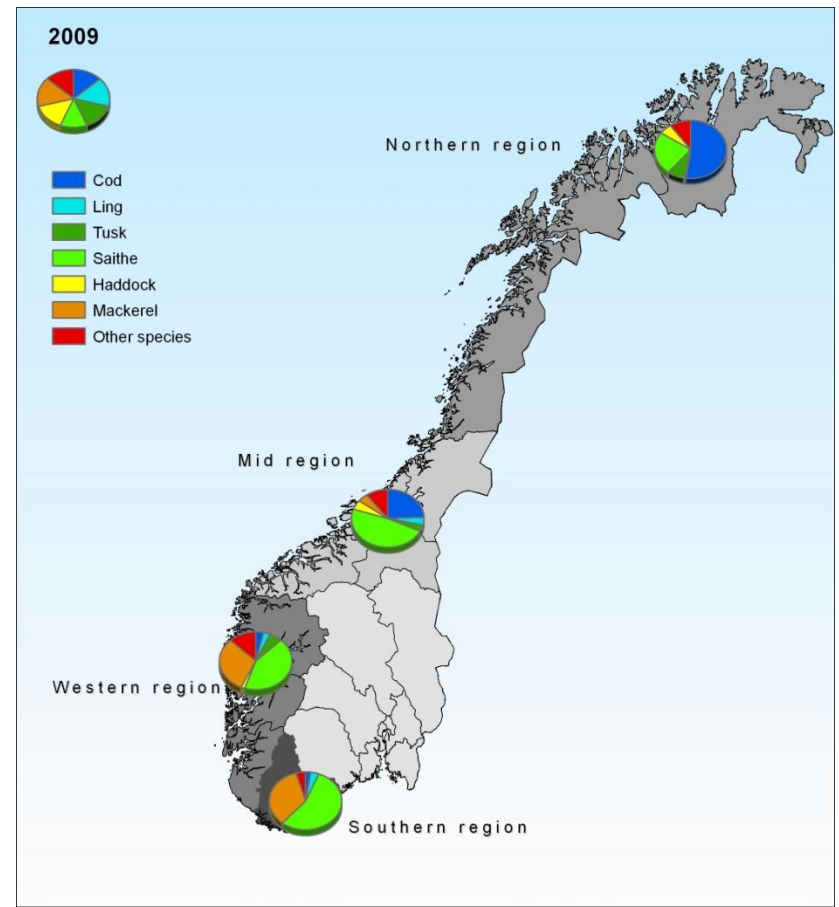 2009
Northern region
Cod
Ling
Tusk
Saithe
Haddock
Mackerel
Other species
Mid region
Western region
Southern region